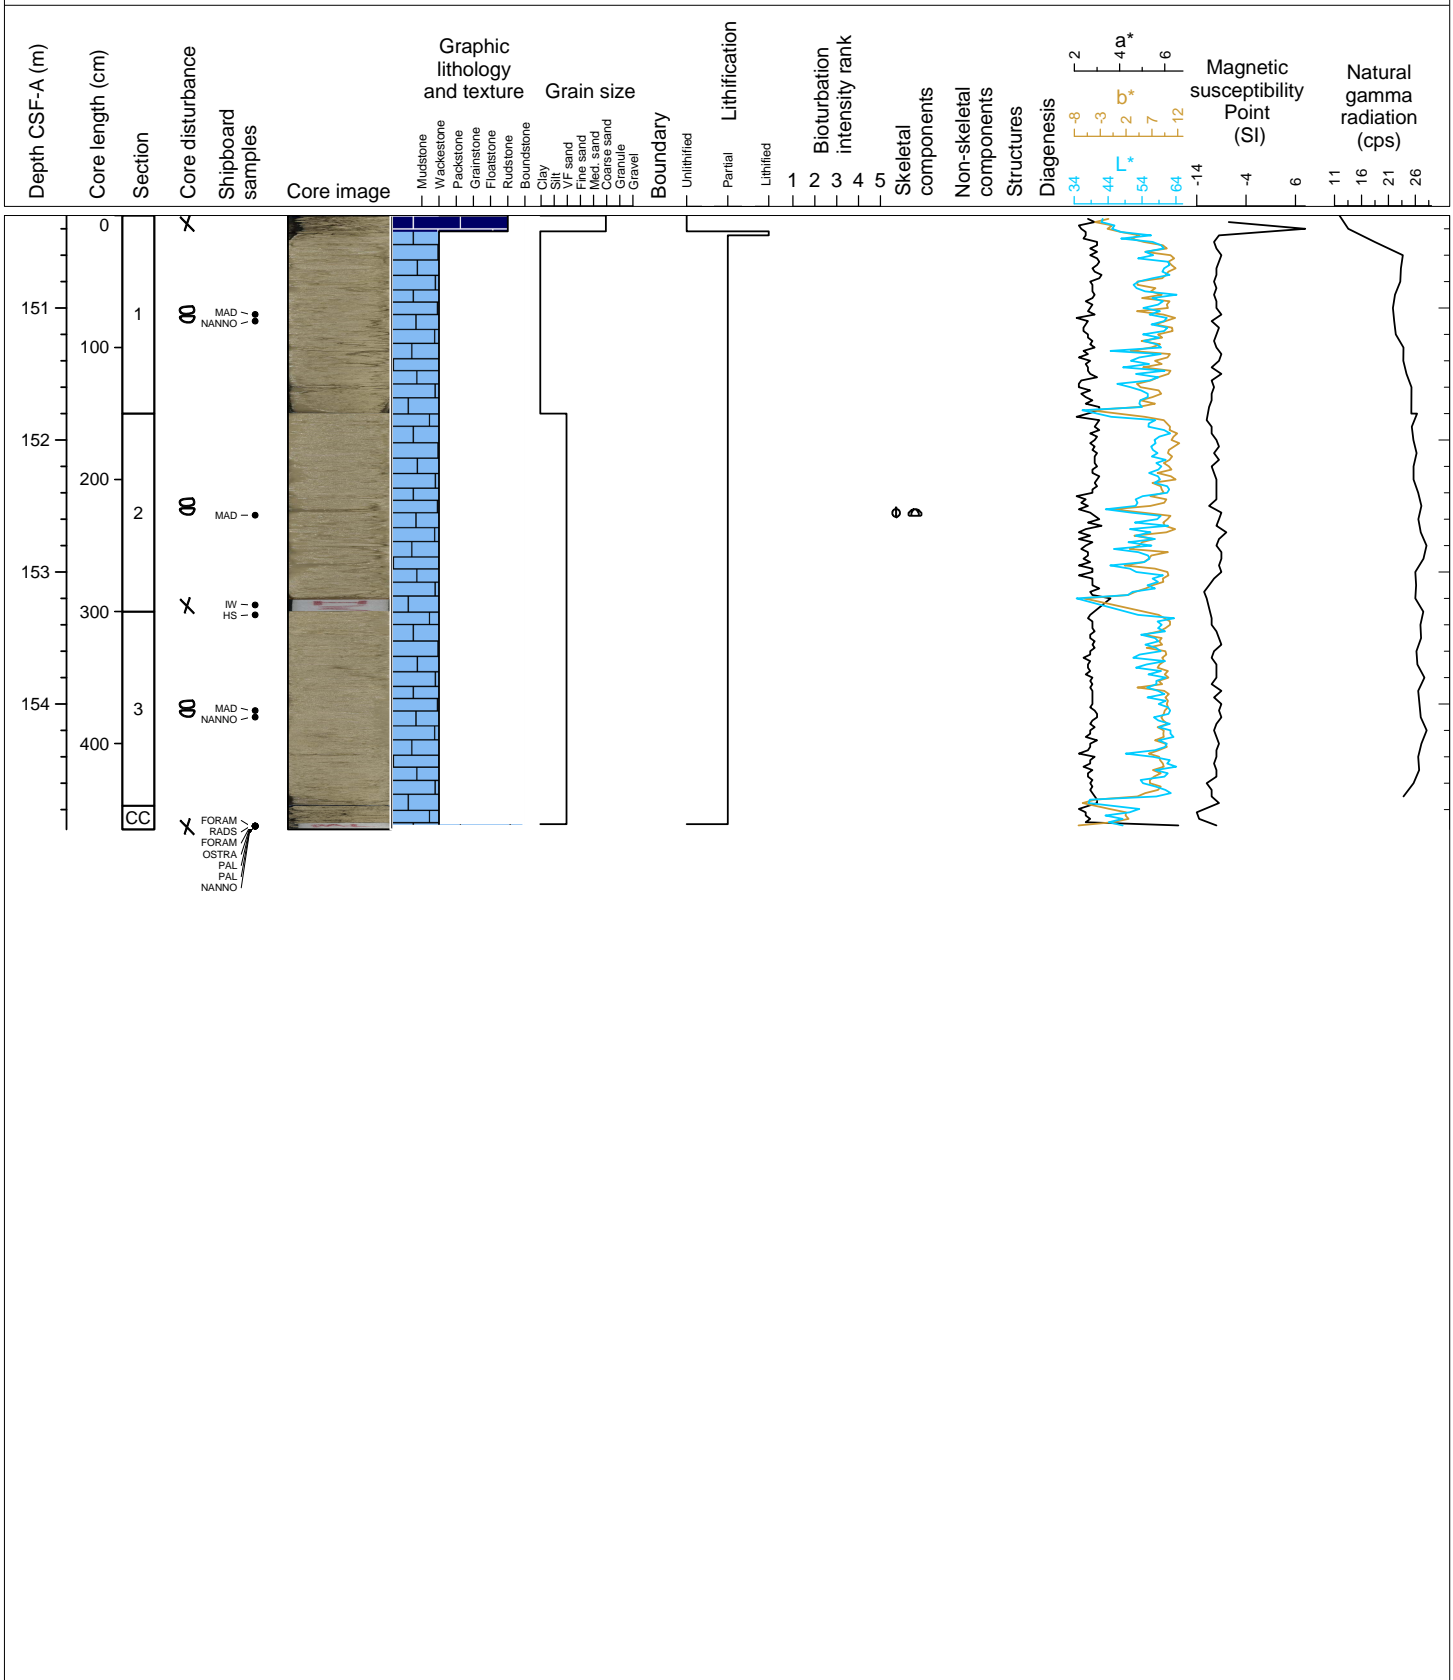 Depth CSF-A (m)
Core length (cm)
Section
Core disturbance
Shipboard
samples
Core image
Graphic
lithology
and texture
Mudstone
Wackestone
Packstone
Grainstone
Floatstone
Rudstone
Boundstone
Grain size
Clay
Silt
VF sand
Fine sand
Med. sand
Coarse sand
Granule
Gravel
Boundary
Lithification
Unlithified
Partial
Lithified
Bioturbation
intensity rank
1 2 3 4 5
Skeletal
components
Non-skeletal
components
Structures
Diagenesis
a*
2 4 6
b*
-8 -3 2 7 12
L*
34 44 54 64
Magnetic
susceptibility
Point
(SI)
-14 -4 6
Natural
gamma
radiation
(cps)
11 16 21 26
0
151
1
MAD
NANNO
100
152
200
2
MAD
153
IW
300
HS
154
3
MAD
NANNO
400
CC
FORAM
RADS
FORAM
OSTRA
PAL
PAL
NANNO